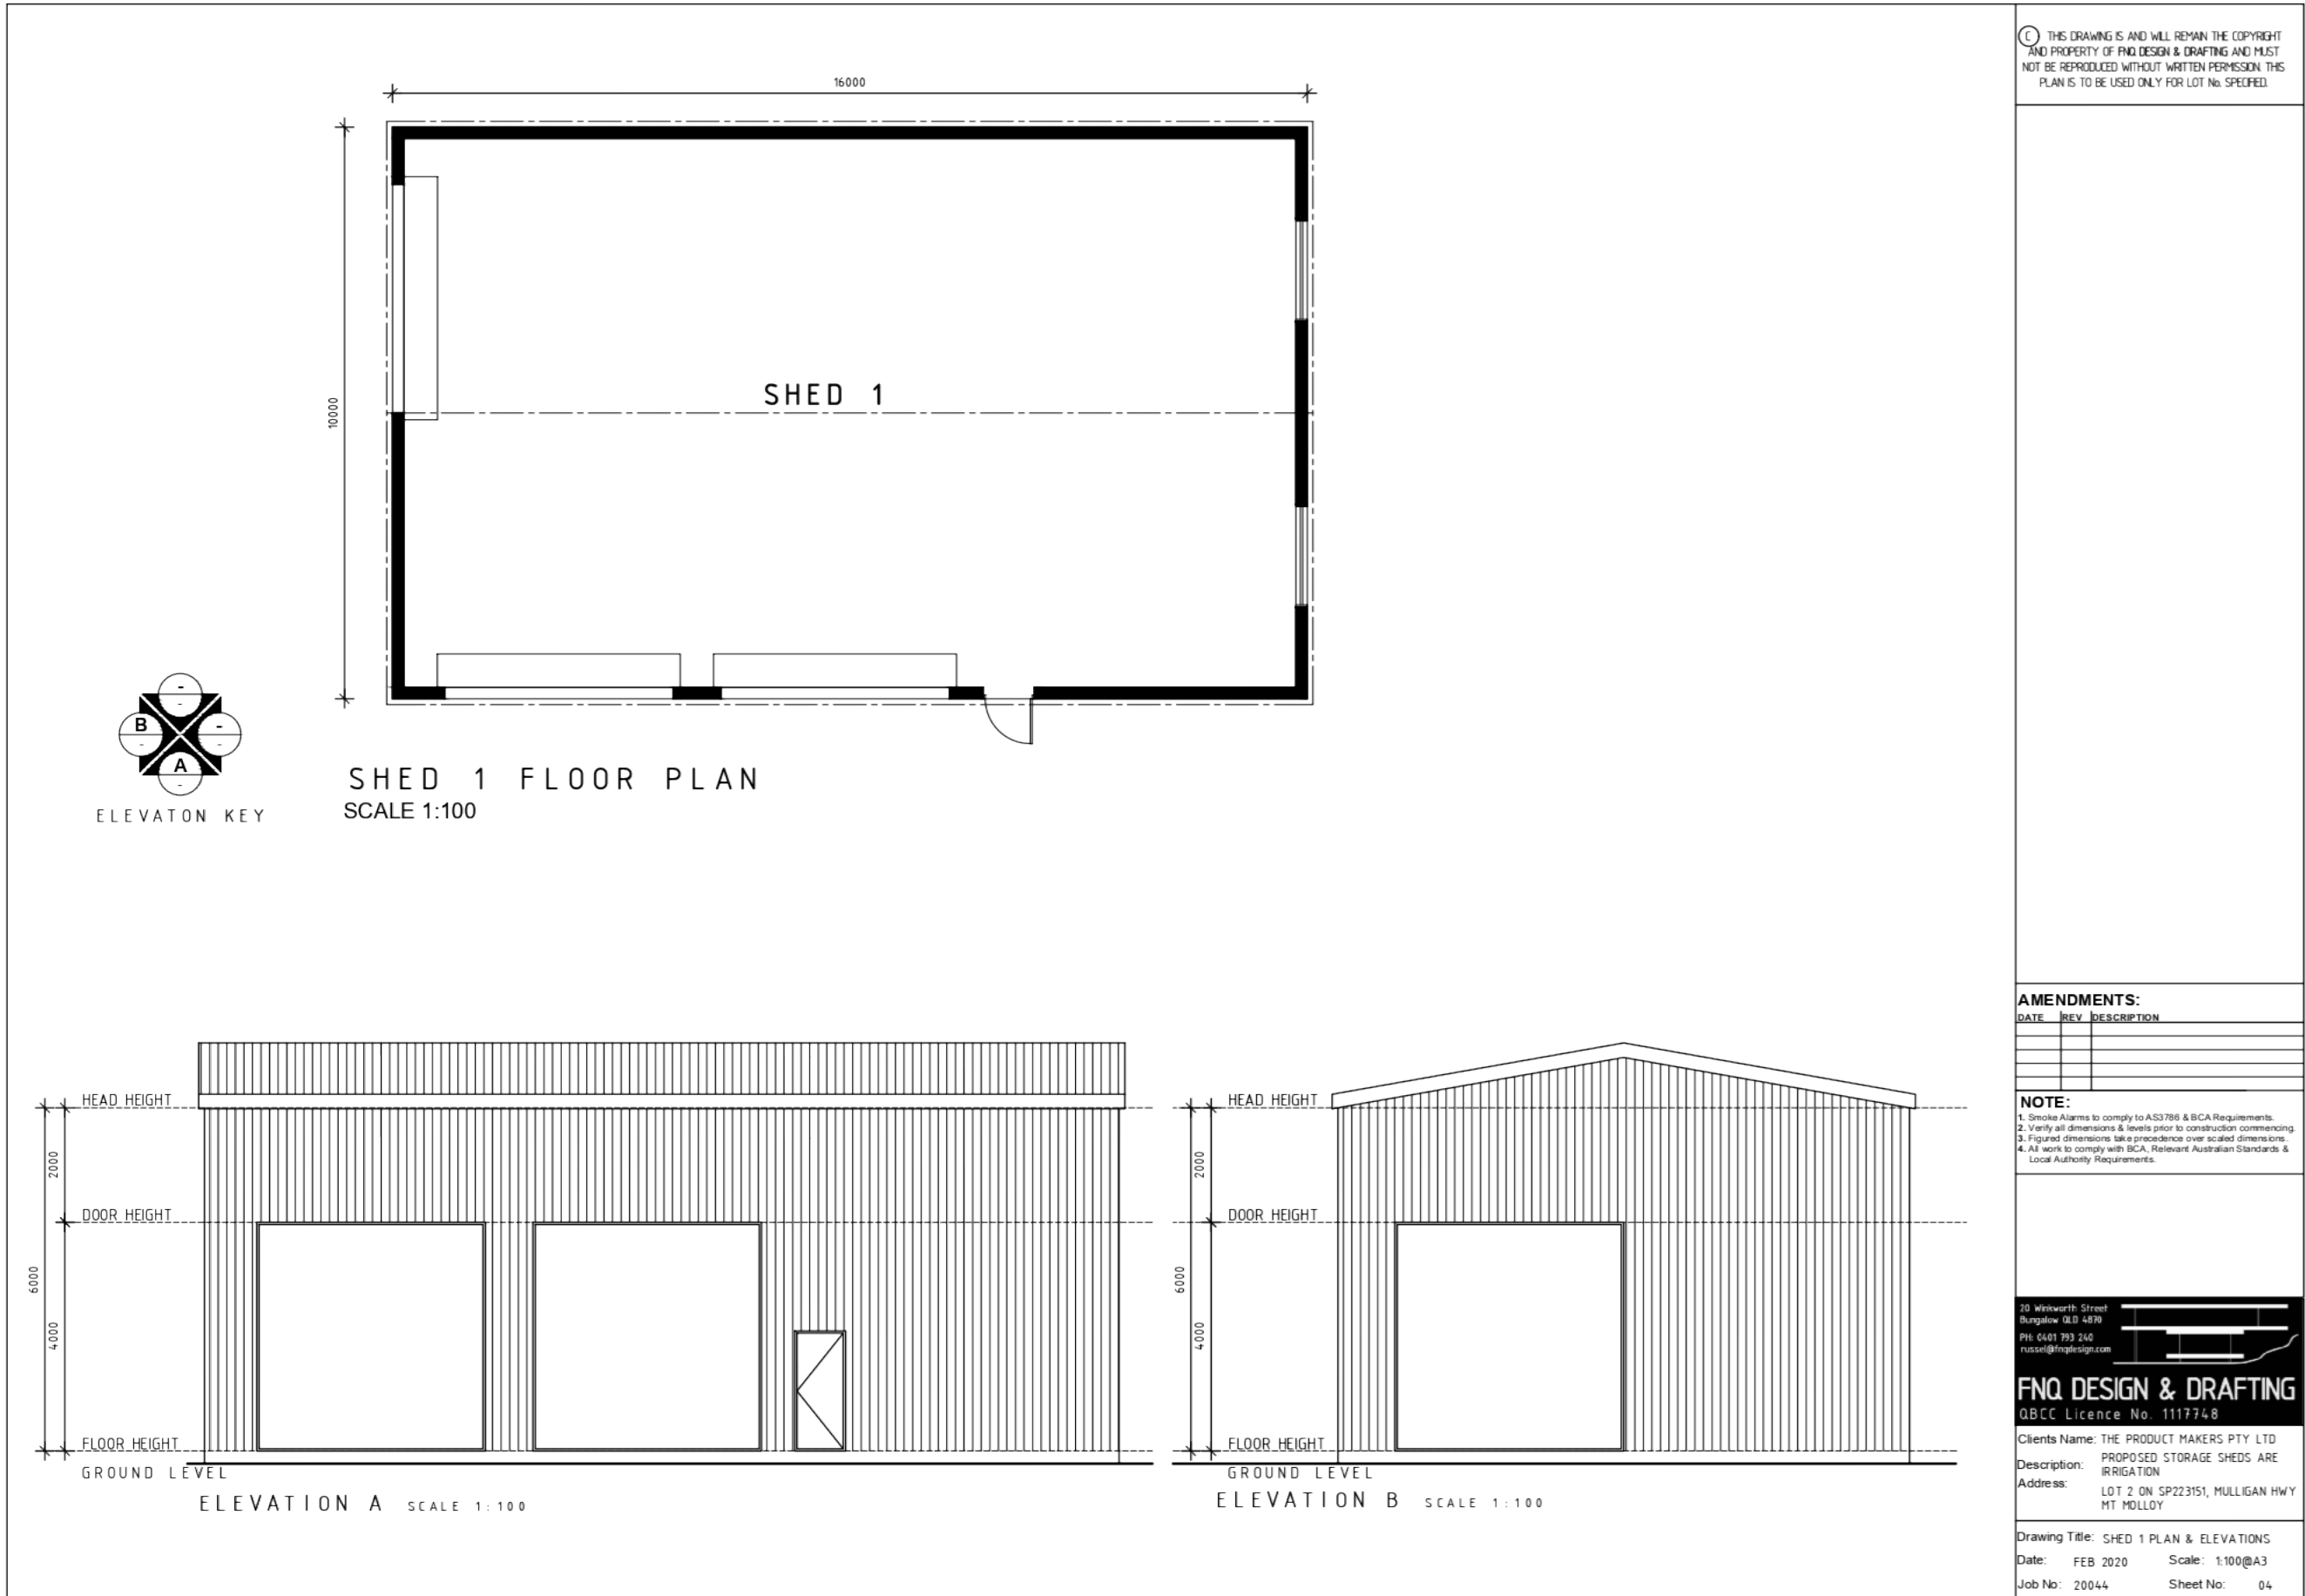 C THIS DRAWING IS AND WILL REMAIN THE COPYRIGHT
AND PROPERTY OF FNQ DESIGN & DRAFTING AND MUST
NOT BE REPRODUCED WITHOUT WRITTEN PERMISSION. THIS
PLAN IS TO BE USED ONLY FOR LOT No. SPECIFIED.
16000
10000
SHED 1
-
-
B
-
-
-
A
-
ELEVATON KEY
SHED 1 FLOOR PLAN
SCALE 1:100
HEAD HEIGHT
2000
DOOR HEIGHT
6000
4000
FLOOR HEIGHT
GROUND LEVEL
ELEVATION A SCALE 1:100
HEAD HEIGHT
2000
DOOR HEIGHT
6000
4000
FLOOR HEIGHT
GROUND LEVEL
ELEVATION B SCALE 1:100
AMENDMENTS:
DATE REV DESCRIPTION
NOTE:
1. Smoke Alarms to comply to AS3786 & BCA Requirements.
2. Verify all dimensions & levels prior to construction commencing.
3. Figured dimensions take precedence over scaled dimensions.
4. All work to comply with BCA, Relevant Australian Standards &
Local Authority Requirements.
20 Winkworth Street
Bungalow QLD 4870
PH: 0401 793 240
russel@fnqdesign.com
FNQ DESIGN & DRAFTING
QBCC Licence No. 1117748
Clients Name: THE PRODUCT MAKERS PTY LTD
Description: PROPOSED STORAGE SHEDS ARE
IRRIGATION
Address: LOT 2 ON SP223151, MULLIGAN HWY
MT MOLLOY
Drawing Title: SHED 1 PLAN & ELEVATIONS
Date: FEB 2020 Scale: 1:100@A3
Job No: 20044 Sheet No: 04